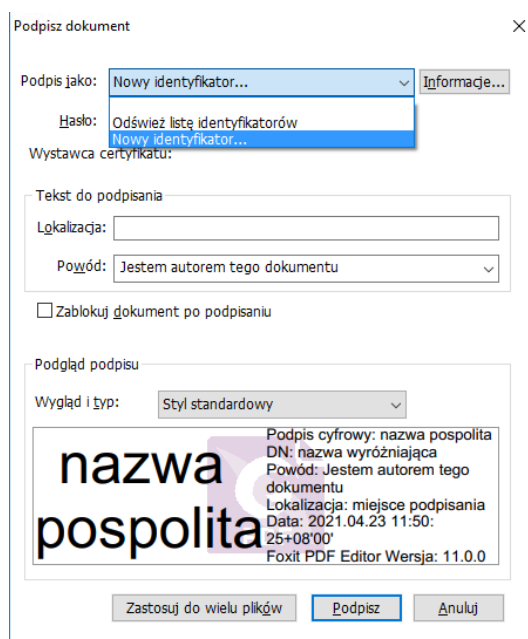 Podpisz dokument
Podpis jako: Nowy identyfikator... Informacje...
Hasło: Odśwież listę identyfikatorów
Nowy identyfikator...
Wystawca certyfikatu:
Tekst do podpisania
Lokalizacja:
Powód: Jestem autorem tego dokumentu
Zablokuj dokument po podpisaniu
Podgląd podpisu
Wygląd i typ: Styl standardowy
nazwa
pospolita
Podpis cyfrowy: nazwa pospolita
DN: nazwa wyróżniająca
Powód: Jestem autorem tego
dokumentu
Lokalizacja: miejsce podpisania
Data: 2021.04.23 11:50:
25+08'00'
Foxit PDF Editor Wersja: 11.0.0
Zastosuj do wielu plików Podpisz Anuluj